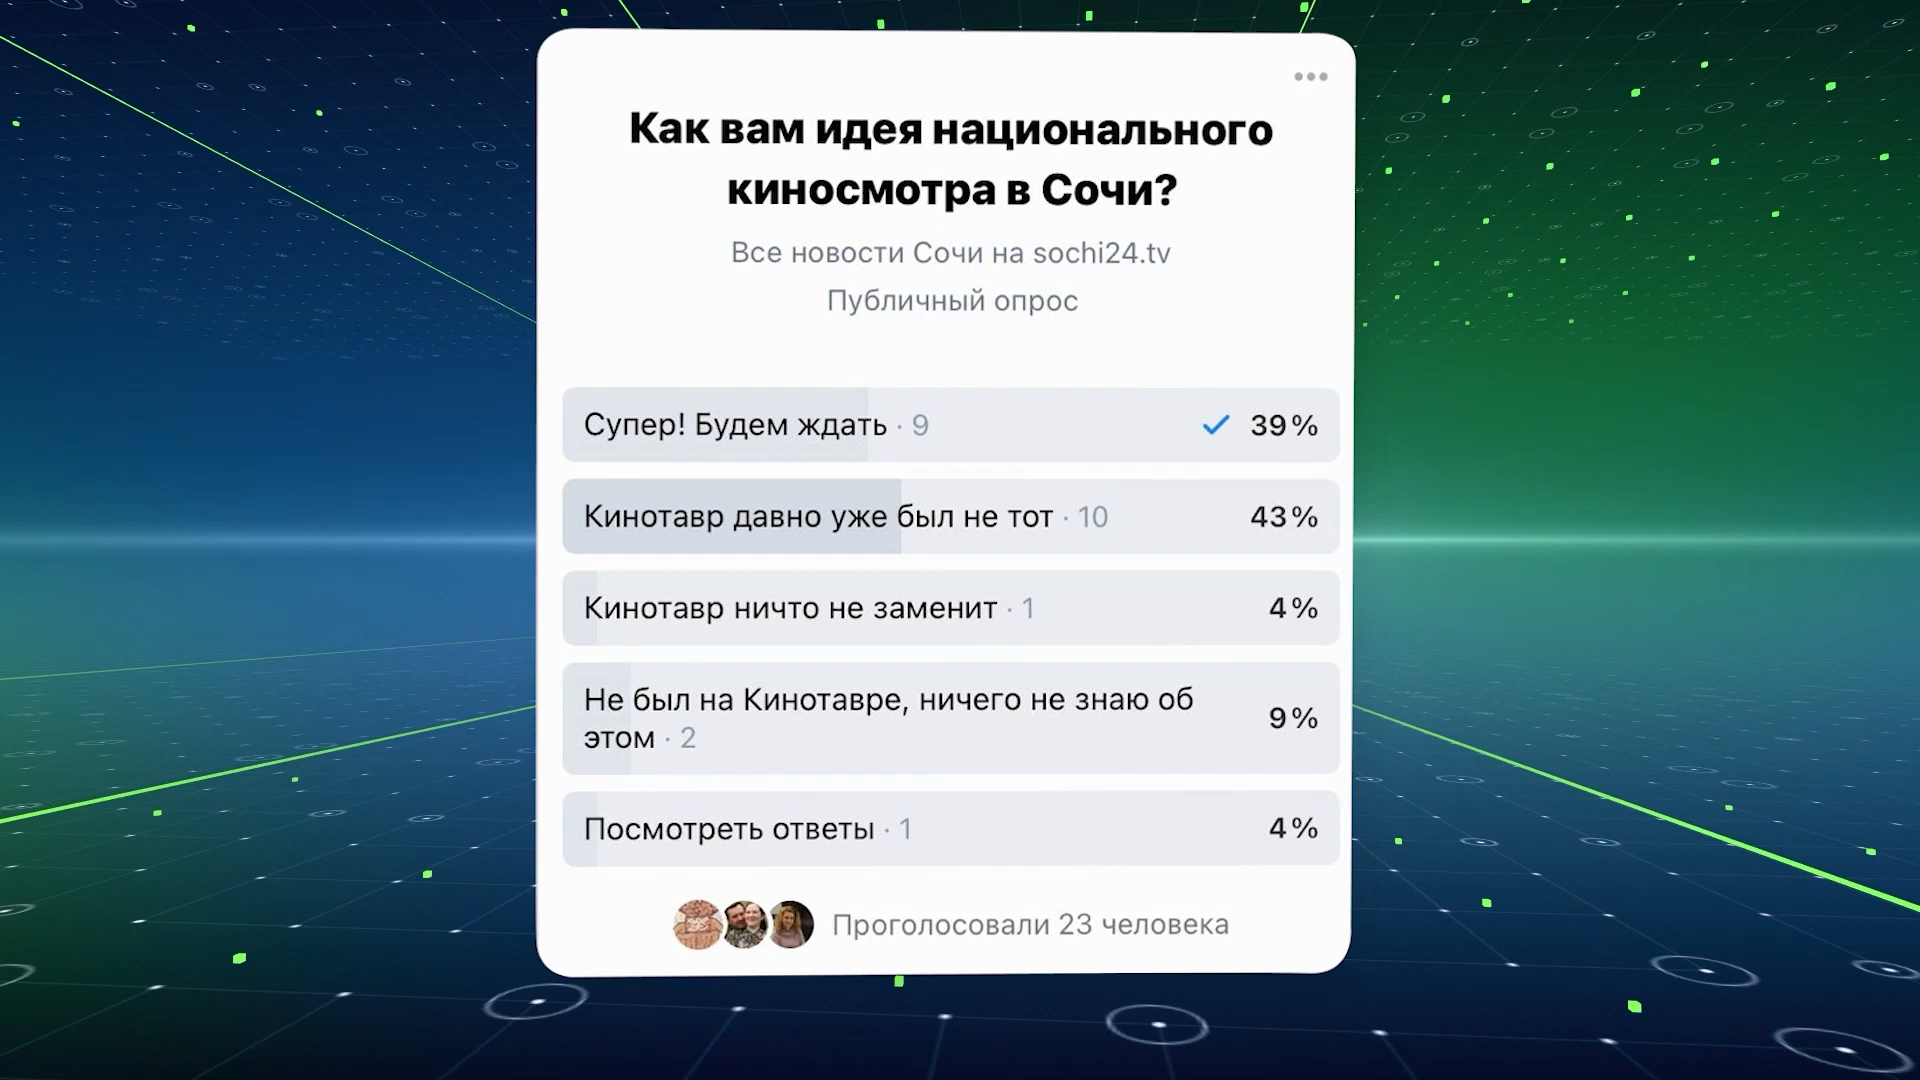 Как вам идея национального
киносмотра в Сочи?
Все новости Сочи на sochi24.tv
Публичный опрос
Супер! Будем ждать · 9 39%
Кинотавр давно уже был не тот · 10 43%
Кинотавр ничто не заменит · 1 4%
Не был на Кинотавре, ничего не знаю об
этом · 2 9%
Посмотреть ответы · 1 4%
Проголосовали 23 человека